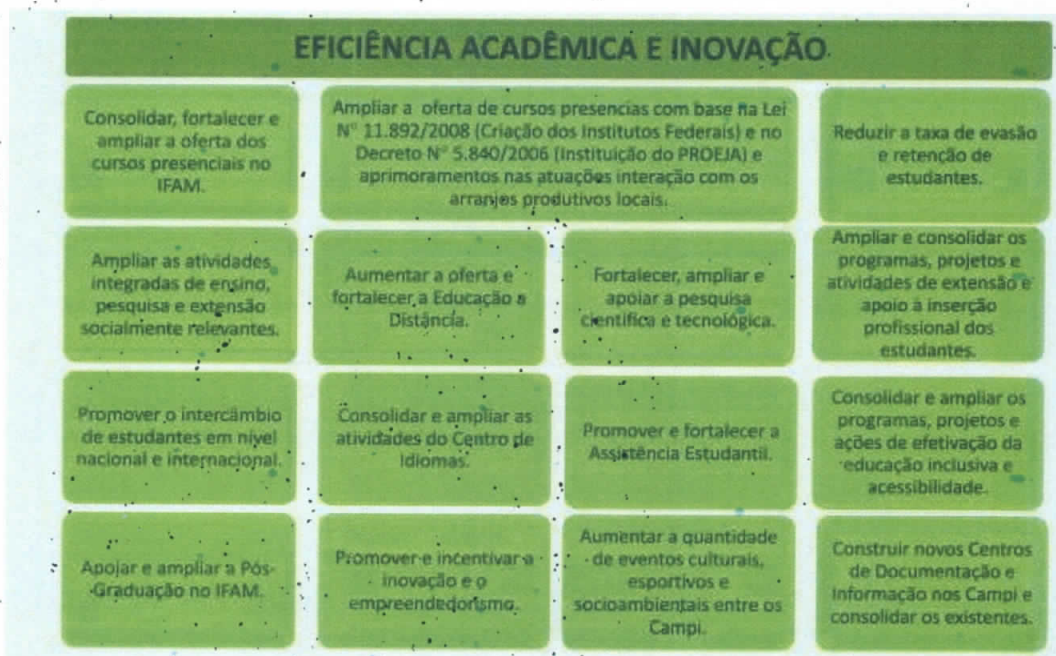 EFICIÊNCIA ACADÊMICA E INOVAÇÃO
Consolidar, fortalecer e
ampliar a oferta dos
cursos presenciais no
IFAM.
Ampliar a oferta de cursos presencias com base na Lei
N° 11.892/2008 (Criação dos Institutos Federais) e no
Decreto N° 5.840/2006 (Instituição do PROEJA) e
aprimoramentos nas atuações interação com os
arranjos produtivos locais.
Reduzir a taxa de evasão
e retenção de
estudantes.
Ampliar as atividades
integradas de ensino,
pesquisa e extensão
socialmente relevantes.
Aumentar a oferta e
fortalecer a Educação a
Distância.
Fortalecer, ampliar e
apoiar a pesquisa
científica e tecnológica.
Ampliar e consolidar os
programas, projetos e
atividades de extensão e
apoio à inserção
profissional dos
estudantes.
Promover o intercâmbio
de estudantes em nível
nacional e internacional.
Consolidar e ampliar as
atividades do Centro de
Idiomas.
Promover e fortalecer a
Assistência Estudantil.
Consolidar e ampliar os
programas, projetos e
ações de efetivação da
educação inclusiva e
acessibilidade.
Apoiar e ampliar a Pós-
Graduação no IFAM.
Promover e incentivar a
inovação e o
empreendedorismo.
Aumentar a quantidade
de eventos culturais,
esportivos e
socioambientais entre os
Campi.
Construir novos Centros
de Documentação e
Informação nos Campi e
consolidar os existentes.